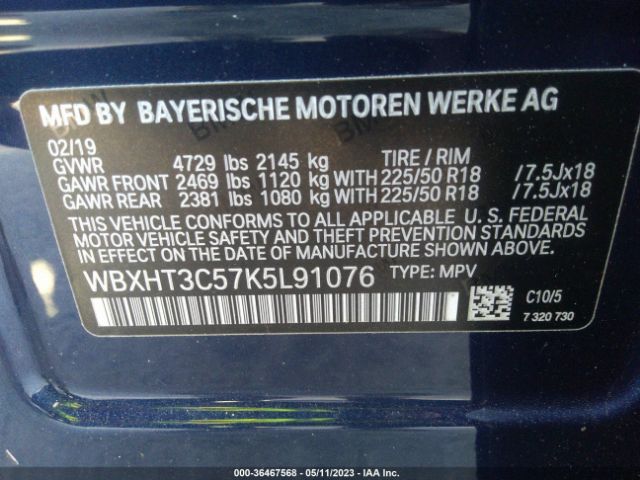 MFD BY BAYERISCHE MOTOREN WERKE AG
02/19
GVWR 4729 lbs 2145 kg TIRE / RIM
GAWR FRONT 2469 lbs 1120 kg WITH 225/50 R18 /7.5Jx18
GAWR REAR 2381 lbs 1080 kg WITH 225/50 R18 /7.5Jx18
THIS VEHICLE CONFORMS TO ALL APPLICABLE U. S. FEDERAL
MOTOR VEHICLE SAFETY AND THEFT PREVENTION STANDARDS
IN EFFECT ON THE DATE OF MANUFACTURE SHOWN ABOVE.
WBXHT3C57K5L91076 TYPE: MPV
C10/5
7 320 730
000-36467568 - 05/11/2023 - IAA Inc.